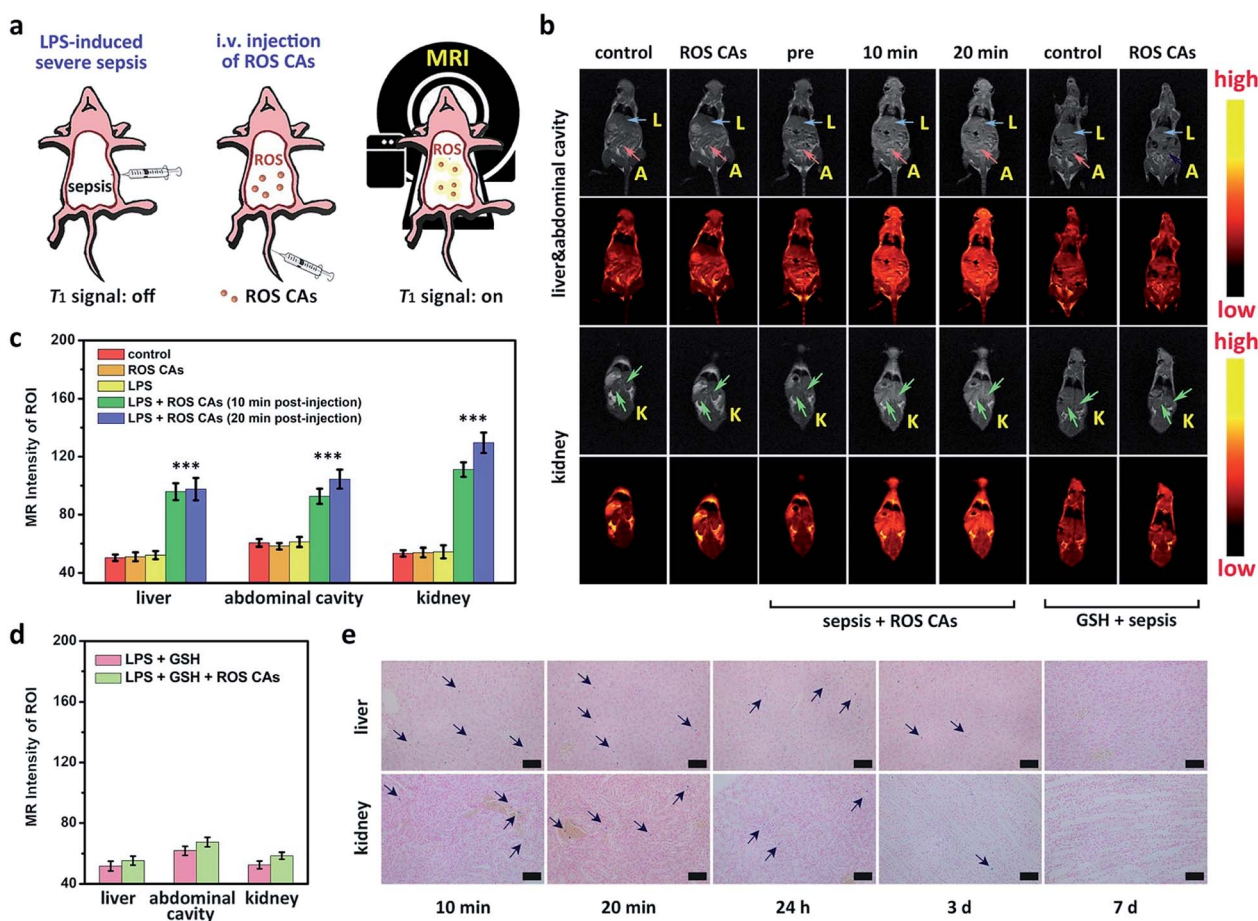 a
LPS-induced
severe sepsis
i.v. injection
of ROS CAs
MRI
sepsis
ROS
ROS
T1 signal: off
ROS CAs
T1 signal: on
b
control
ROS CAs
pre
10 min
20 min
control
ROS CAs
liver&abdominal cavity
L
L
L
L
L
L
L
A
A
A
A
A
A
A
high
low
kidney
K
K
K
K
K
K
K
high
low
sepsis + ROS CAs
GSH + sepsis
c
MR Intensity of ROI
200
160
120
80
40
control
ROS CAs
LPS
LPS + ROS CAs (10 min post-injection)
LPS + ROS CAs (20 min post-injection)
***
***
***
liver
abdominal cavity
kidney
d
MR Intensity of ROI
200
160
120
80
40
LPS + GSH
LPS + GSH + ROS CAs
liver
abdominal
cavity
kidney
e
liver
kidney
10 min
20 min
24 h
3 d
7 d